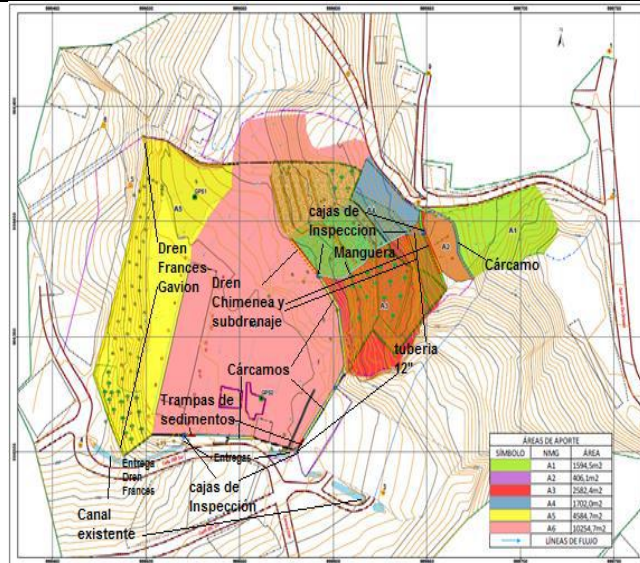 cajas de
Inspeccion
Manguera
Dren
Frances-
Gavion
Dren
Chimenea y
subdrenaje
Cárcamo
Cárcamos
tuberia
12"
Trampas de
sedimentos
Entregas
Entrega
Dren
Frances
cajas de
Inspección
Canal
existente
A5
A1
A2
A3
GPS1
GPS2
ÁREAS DE APORTE
SÍMBOLO NMG ÁREA
A1 1594,5m2
A2 406,1m2
A3 2582,4m2
A4 1702,0m2
A5 4584,7m2
A6 10254,7m2
LÍNEAS DE FLUJO